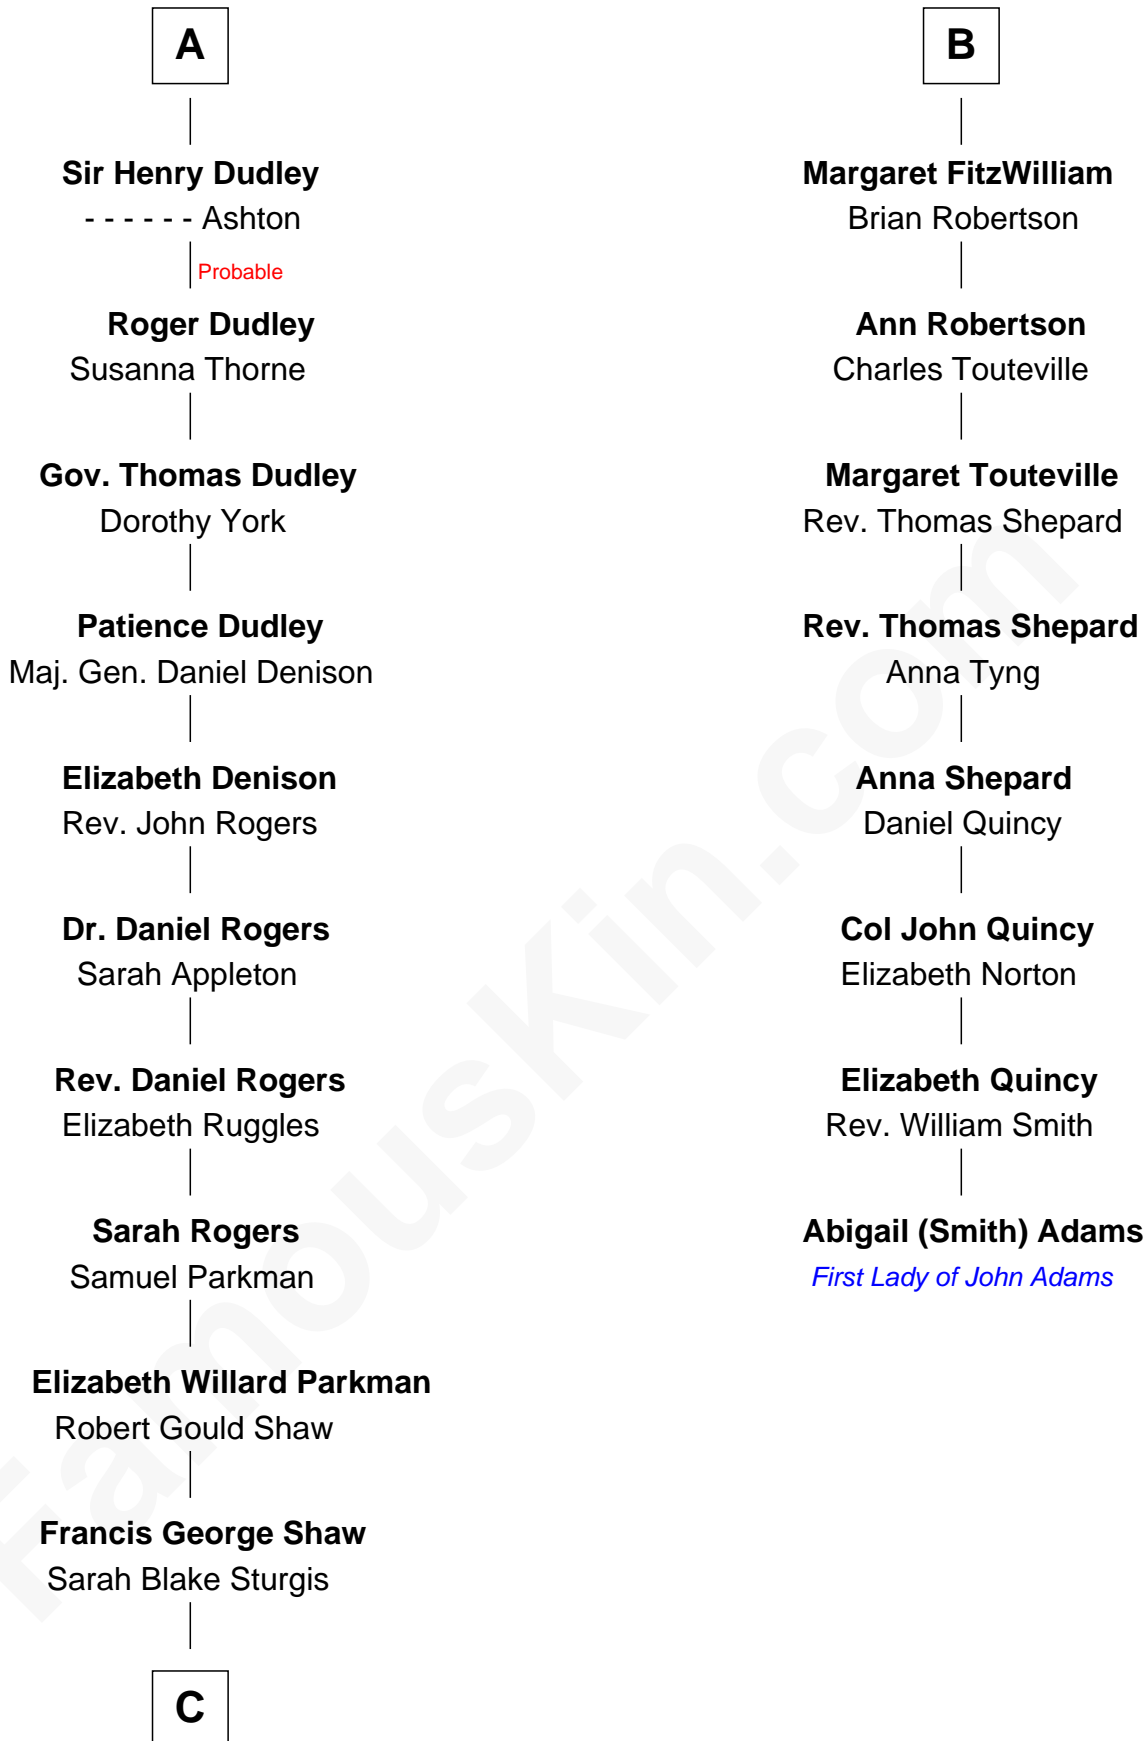 A
Sir Henry Dudley
- - - - - - Ashton
Probable
Roger Dudley
Susanna Thorne
Gov. Thomas Dudley
Dorothy York
Patience Dudley
Maj. Gen. Daniel Denison
Elizabeth Denison
Rev. John Rogers
Dr. Daniel Rogers
Sarah Appleton
Rev. Daniel Rogers
Elizabeth Ruggles
Sarah Rogers
Samuel Parkman
Elizabeth Willard Parkman
Robert Gould Shaw
Francis George Shaw
Sarah Blake Sturgis
C
B
Margaret FitzWilliam
Brian Robertson
Ann Robertson
Charles Touteville
Margaret Touteville
Rev. Thomas Shepard
Rev. Thomas Shepard
Anna Tyng
Anna Shepard
Daniel Quincy
Col John Quincy
Elizabeth Norton
Elizabeth Quincy
Rev. William Smith
Abigail (Smith) Adams
First Lady of John Adams
FamousKin.com